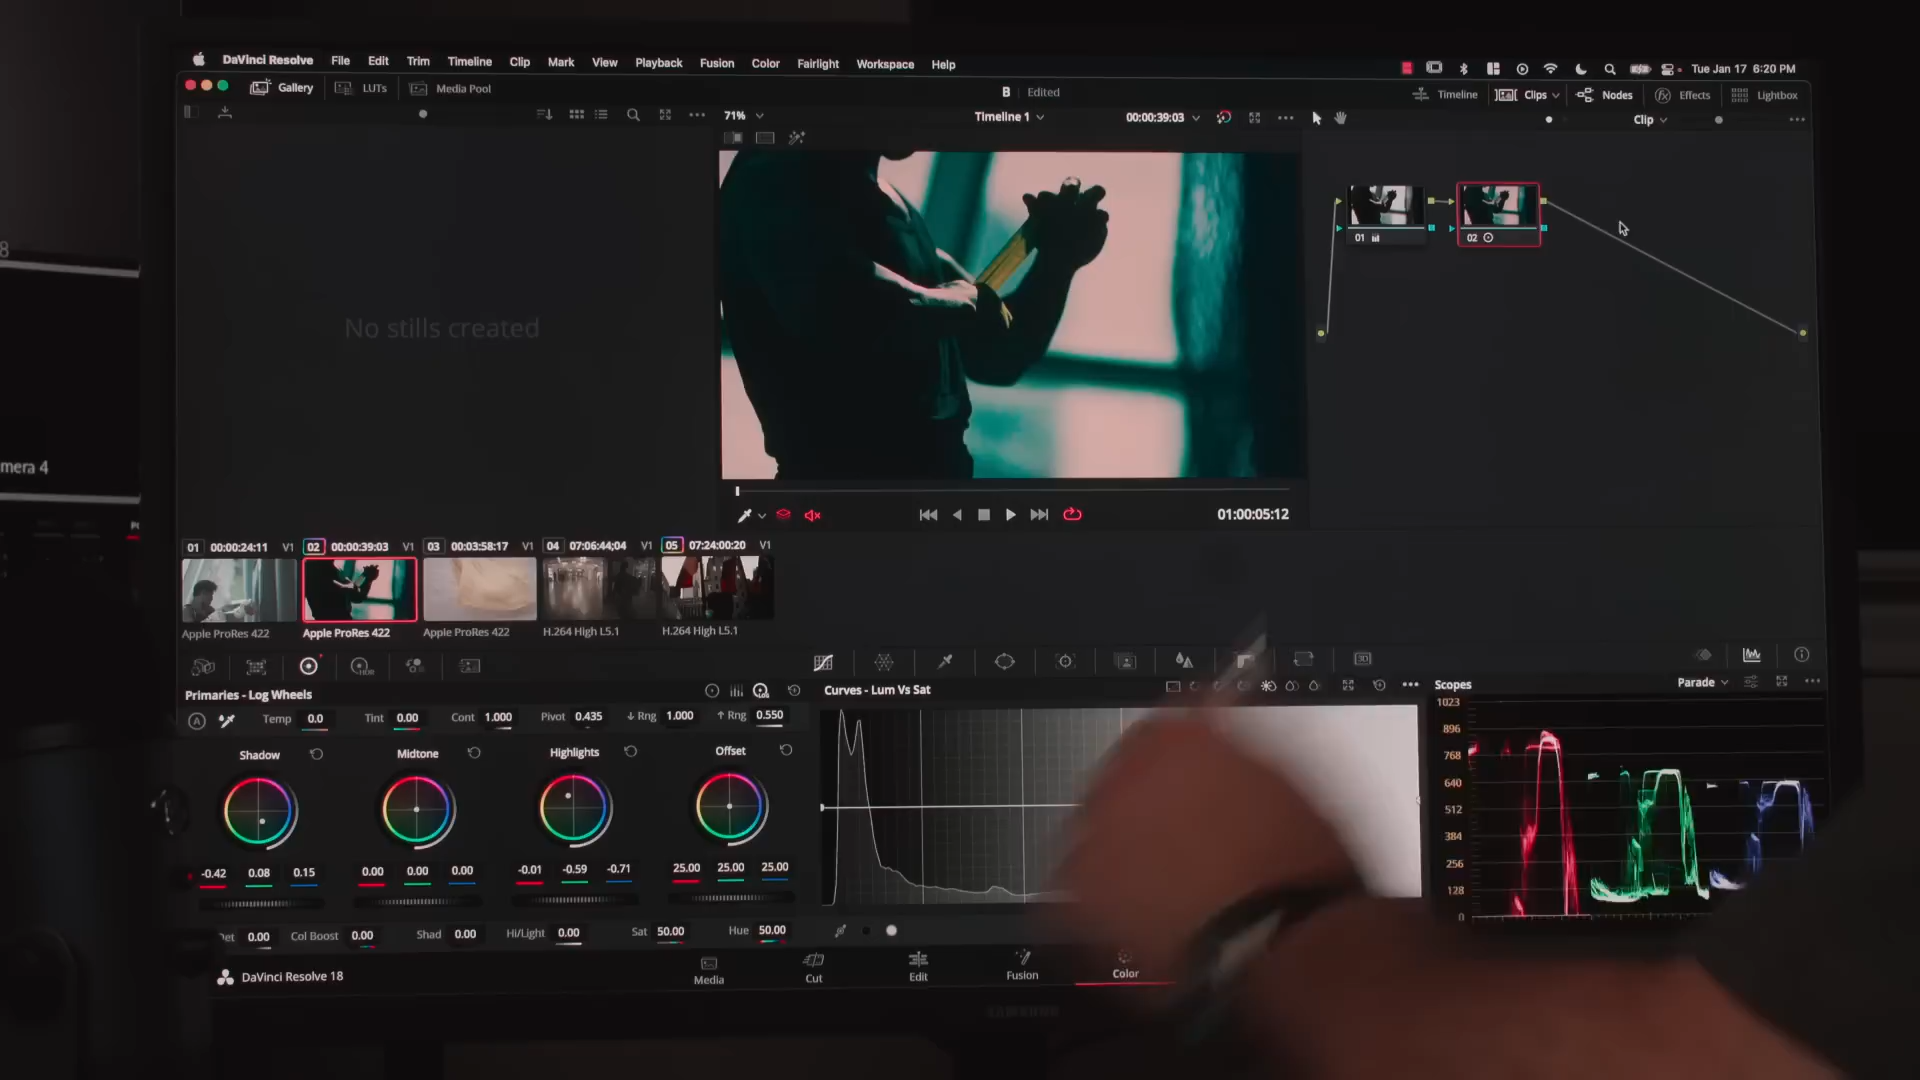 DaVinci Resolve File Edit Trim Timeline Clip Mark View Playback Fusion Color Fairlight Workspace Help
Tue Jan 17 6:20 PM
Gallery LUTs Media Pool
B Edited
Timeline Clips Nodes Effects Lightbox
71%
Timeline 1
00:00:39:03
Clip
8
No stills created
01
02
mera 4
01:00:05:12
01 00:00:24:11 V1
02 00:00:39:03 V1
03 00:03:58:17 V1
04 07:06:44;04 V1
05 07:24:00:20 V1
Apple ProRes 422
Apple ProRes 422
Apple ProRes 422
H.264 High L5.1
H.264 High L5.1
HDR
3D
Primaries - Log Wheels
LOG
Curves - Lum Vs Sat
Scopes
Parade
A Temp 0.0 Tint 0.00 Cont 1.000 Pivot 0.435 ↓ Rng 1.000 ↑ Rng 0.550
Shadow Midtone Highlights Offset
-0.42 0.08 0.15
0.00 0.00 0.00
-0.01 -0.59 -0.71
25.00 25.00 25.00
1023
896
768
640
512
384
256
128
0
Det 0.00 Col Boost 0.00 Shad 0.00 Hi/Light 0.00 Sat 50.00 Hue 50.00
DaVinci Resolve 18
Media Cut Edit Fusion Color
SAMSUNG